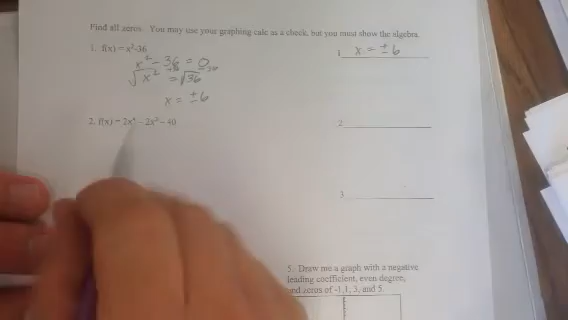 Find all zeros. You may use your graphing calc as a check, but you must show the algebra.
1. f(x) = x²-36
1. x = ± 6
x² - 36 = 0
√x² = √36
x = ± 6
2. f(x) = 2x⁴ - 2x² - 40
2.
3.
5. Draw me a graph with a negative
leading coefficient, even degree,
and zeros of -1,1, 3, and 5.